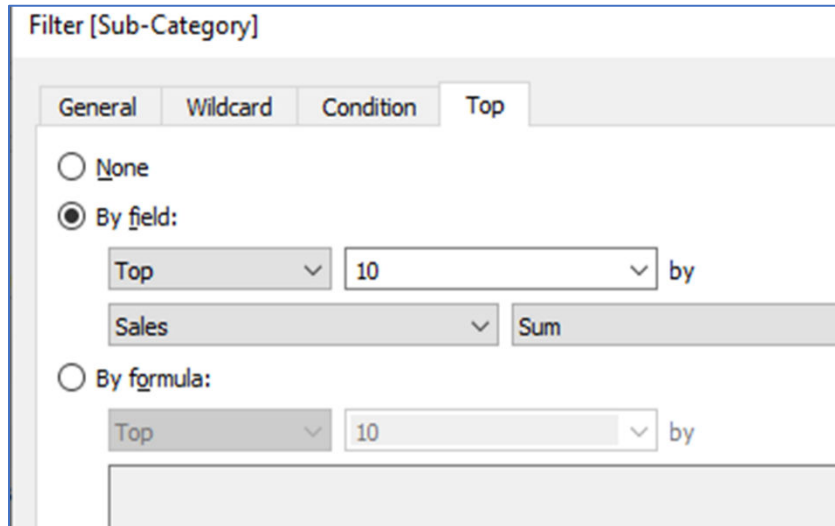 Filter [Sub-Category]
General Wildcard Condition Top
None
By field:
Top 10 by
Sales Sum
By formula:
Top 10 by